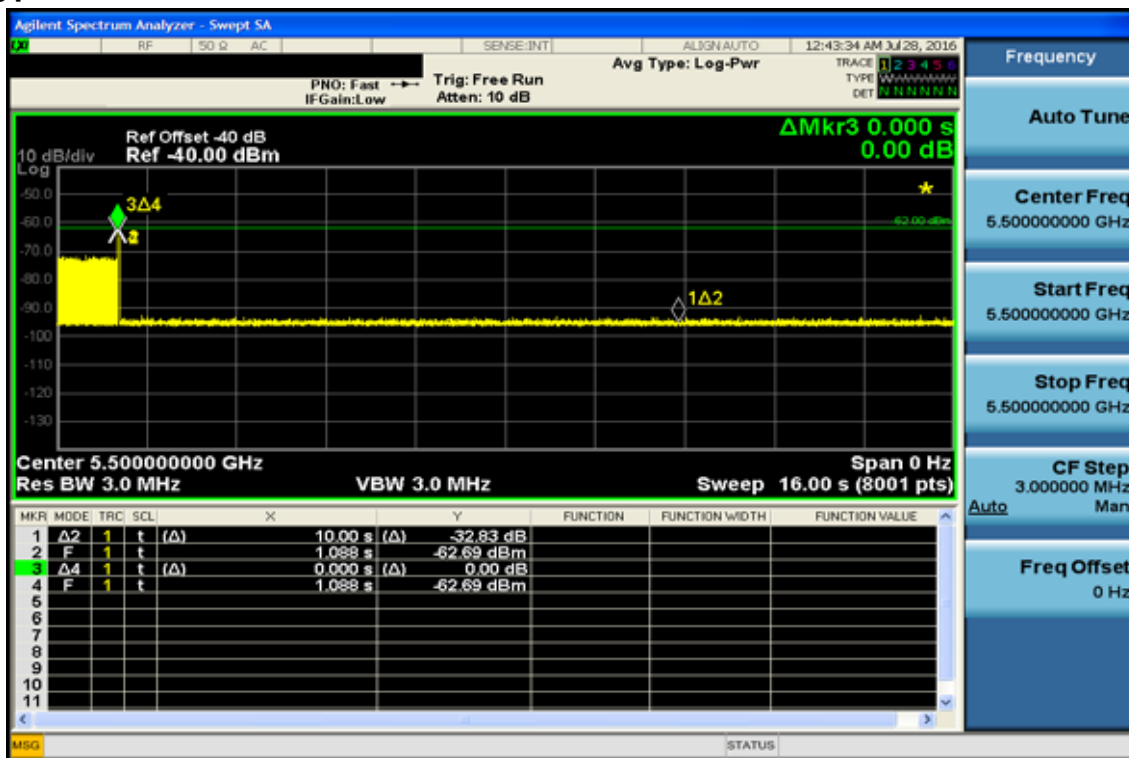 Agilent Spectrum Analyzer - Swept SA
RF 50 Ω AC SENSE:INT ALIGN AUTO 12:43:34 AM Jul 28, 2016
PNO: Fast Trig: Free Run Avg Type: Log-Pwr TRACE 1 2 3 4 5 6
IFGain:Low Atten: 10 dB TYPE WWWWWW
DET N N N N N N
ΔMkr3 0.000 s
0.00 dB
Ref Offset -40 dB
10 dB/div Ref -40.00 dBm
Log
-50.0
-60.0
-70.0
-80.0
-90.0
-100
-110
-120
-130
3Δ4
2
*
-62.00 dBm
1Δ2
Center 5.500000000 GHz Span 0 Hz
Res BW 3.0 MHz VBW 3.0 MHz Sweep 16.00 s (8001 pts)
MKR MODE TRC SCL X Y FUNCTION FUNCTION WIDTH FUNCTION VALUE
1 Δ2 1 t (Δ) 10.00 s (Δ) -32.83 dB
2 F 1 t 1.088 s -62.69 dBm
3 Δ4 1 t (Δ) 0.000 s (Δ) 0.00 dB
4 F 1 t 1.088 s -62.69 dBm
5
6
7
8
9
10
11
MSG STATUS
Frequency
Auto Tune
Center Freq
5.500000000 GHz
Start Freq
5.500000000 GHz
Stop Freq
5.500000000 GHz
CF Step
3.000000 MHz
Auto Man
Freq Offset
0 Hz